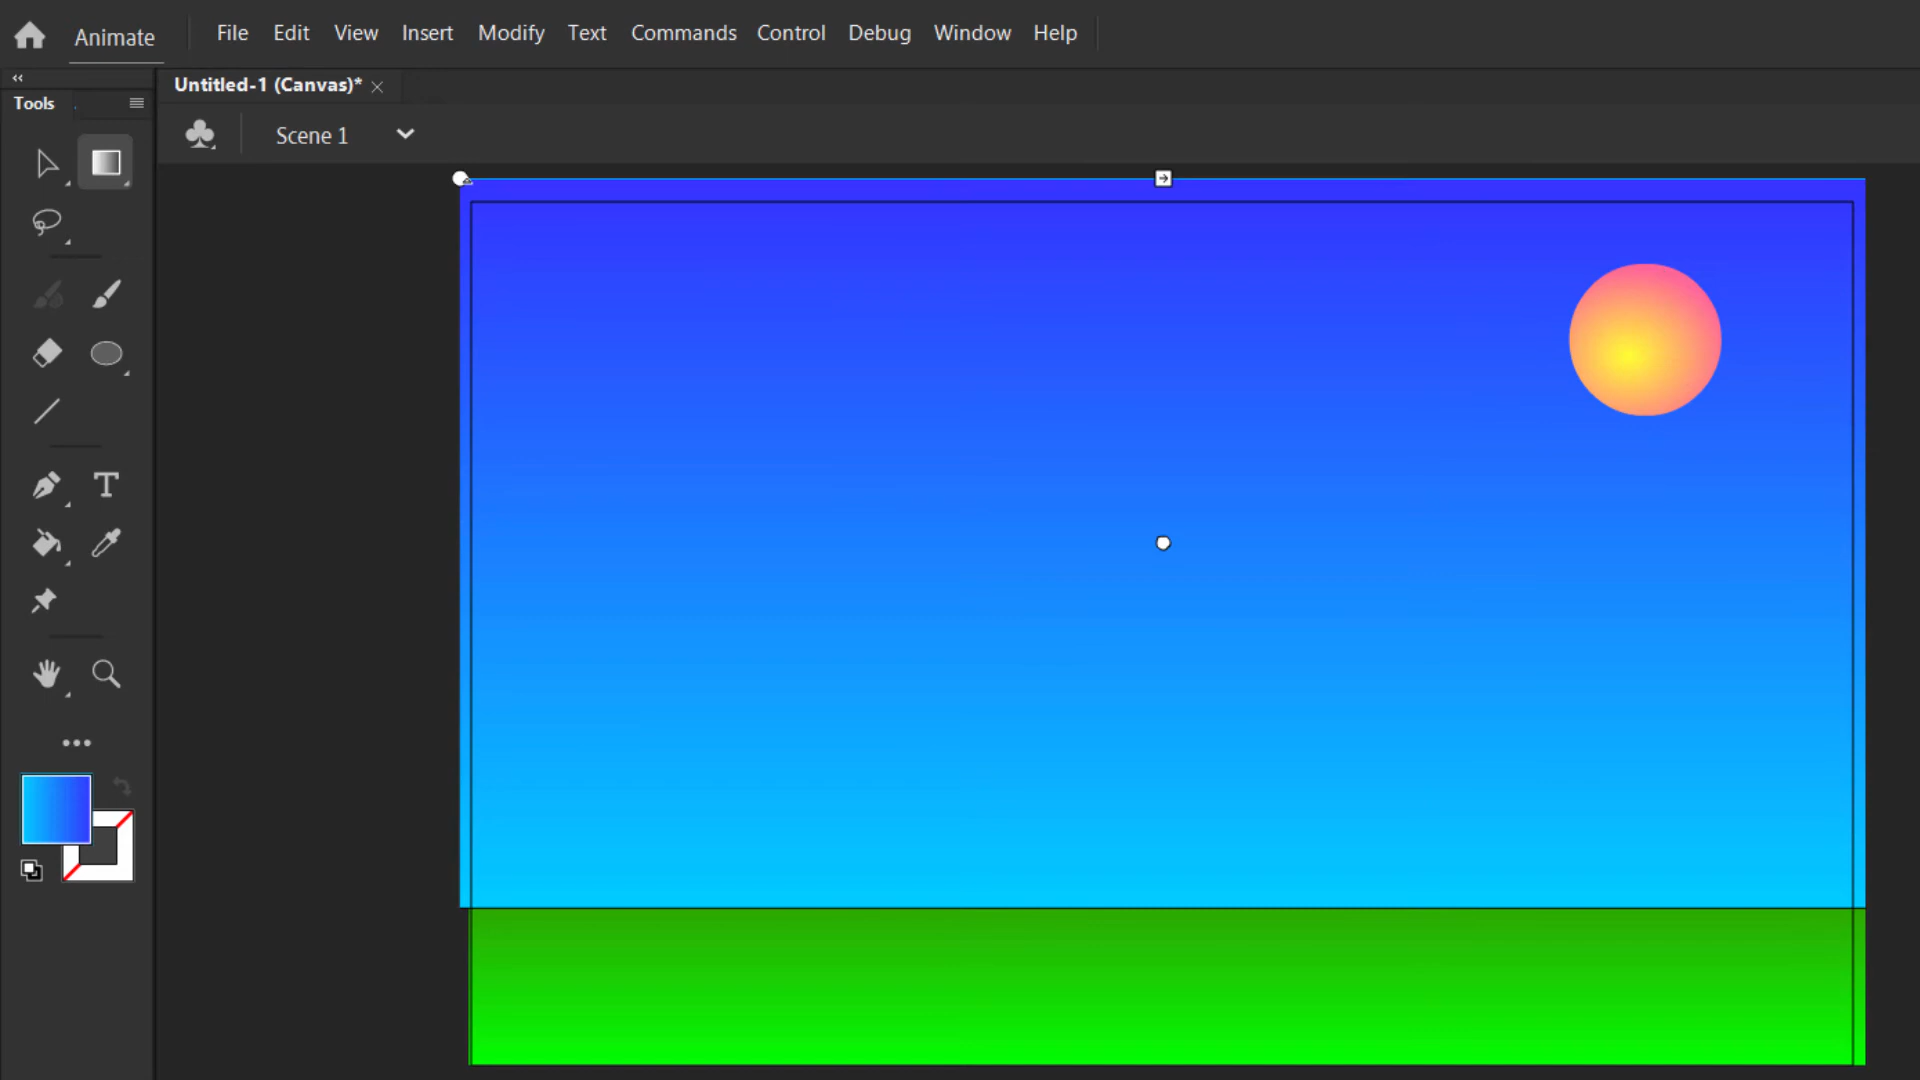 Animate
File Edit View Insert Modify Text Commands Control Debug Window Help
Untitled-1 (Canvas)*
Tools
Scene 1
T